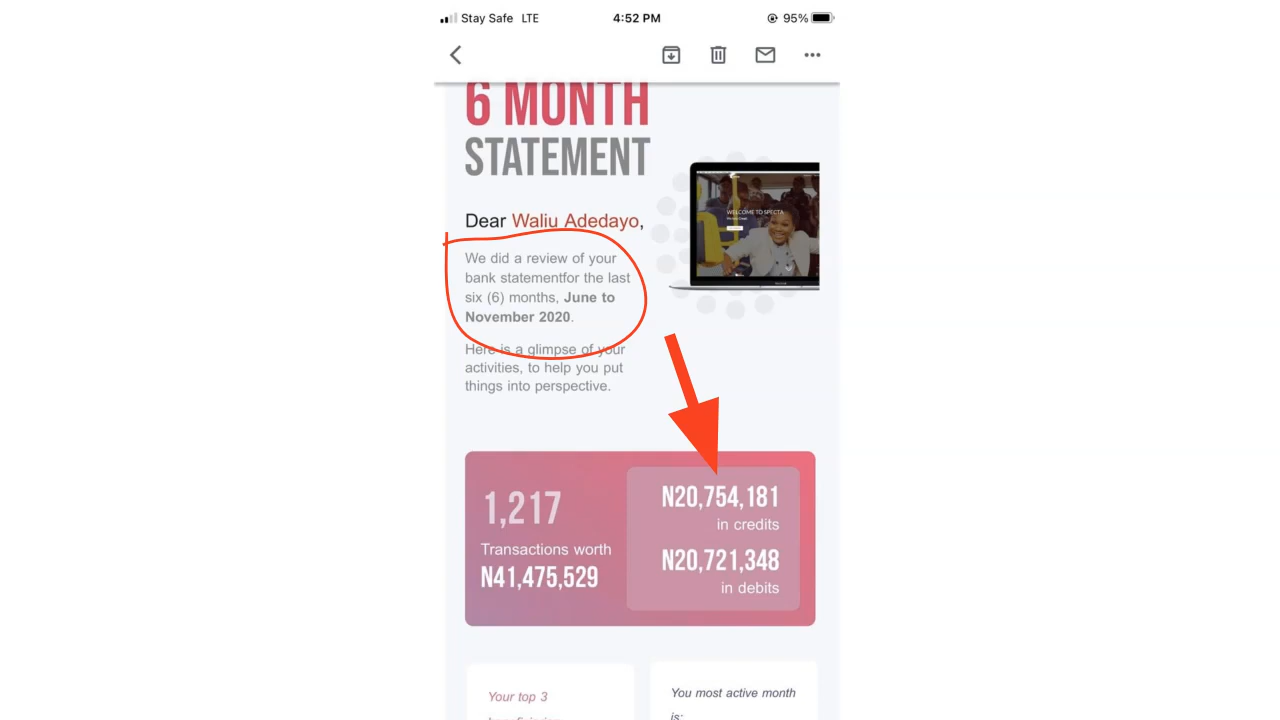 Stay Safe LTE 4:52 PM 95%
6 MONTH
STATEMENT
WELCOME TO SPECTA
Dear Waliu Adedayo,
We did a review of your
bank statementfor the last
six (6) months, June to
November 2020.
Here is a glimpse of your
activities, to help you put
things into perspective.
1,217
Transactions worth
N41,475,529
N20,754,181
in credits
N20,721,348
in debits
Your top 3
You most active month
is: